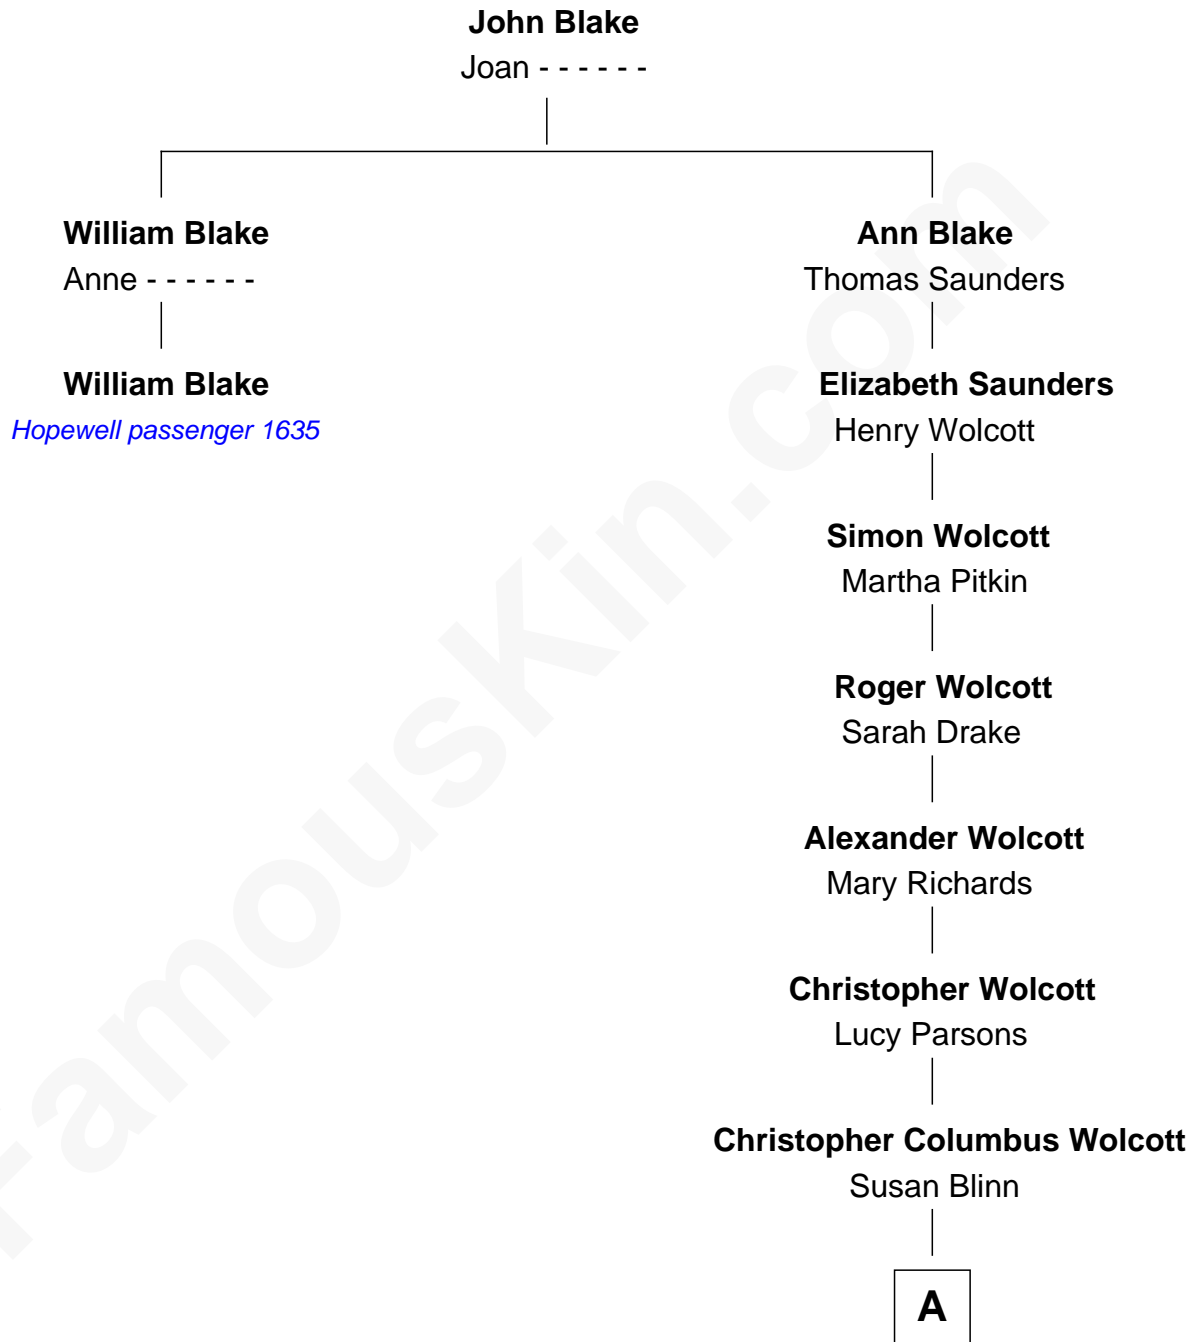 John Blake
Joan - - - - - -
William Blake
Anne - - - - - -
Ann Blake
Thomas Saunders
William Blake
Hopewell passenger 1635
Elizabeth Saunders
Henry Wolcott
Simon Wolcott
Martha Pitkin
Roger Wolcott
Sarah Drake
Alexander Wolcott
Mary Richards
Christopher Wolcott
Lucy Parsons
Christopher Columbus Wolcott
Susan Blinn
A
FamousKin.com